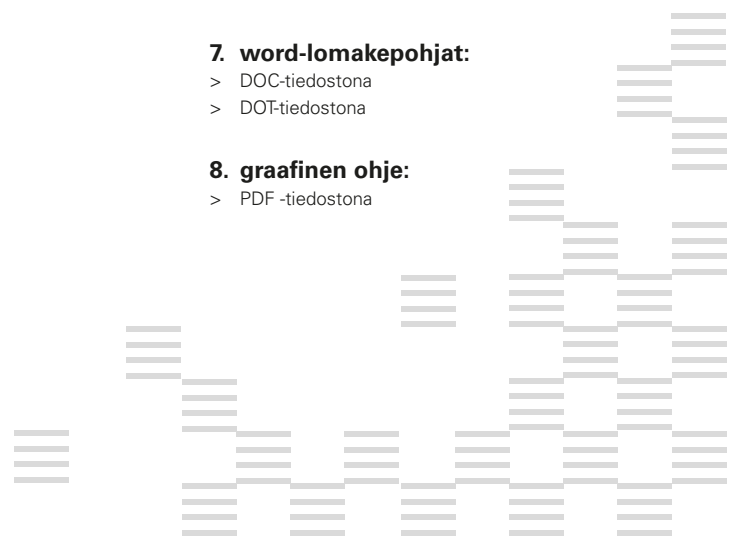 7. word-lomakepohjat:
> DOC-tiedostona
> DOT-tiedostona
8. graafinen ohje:
> PDF -tiedostona